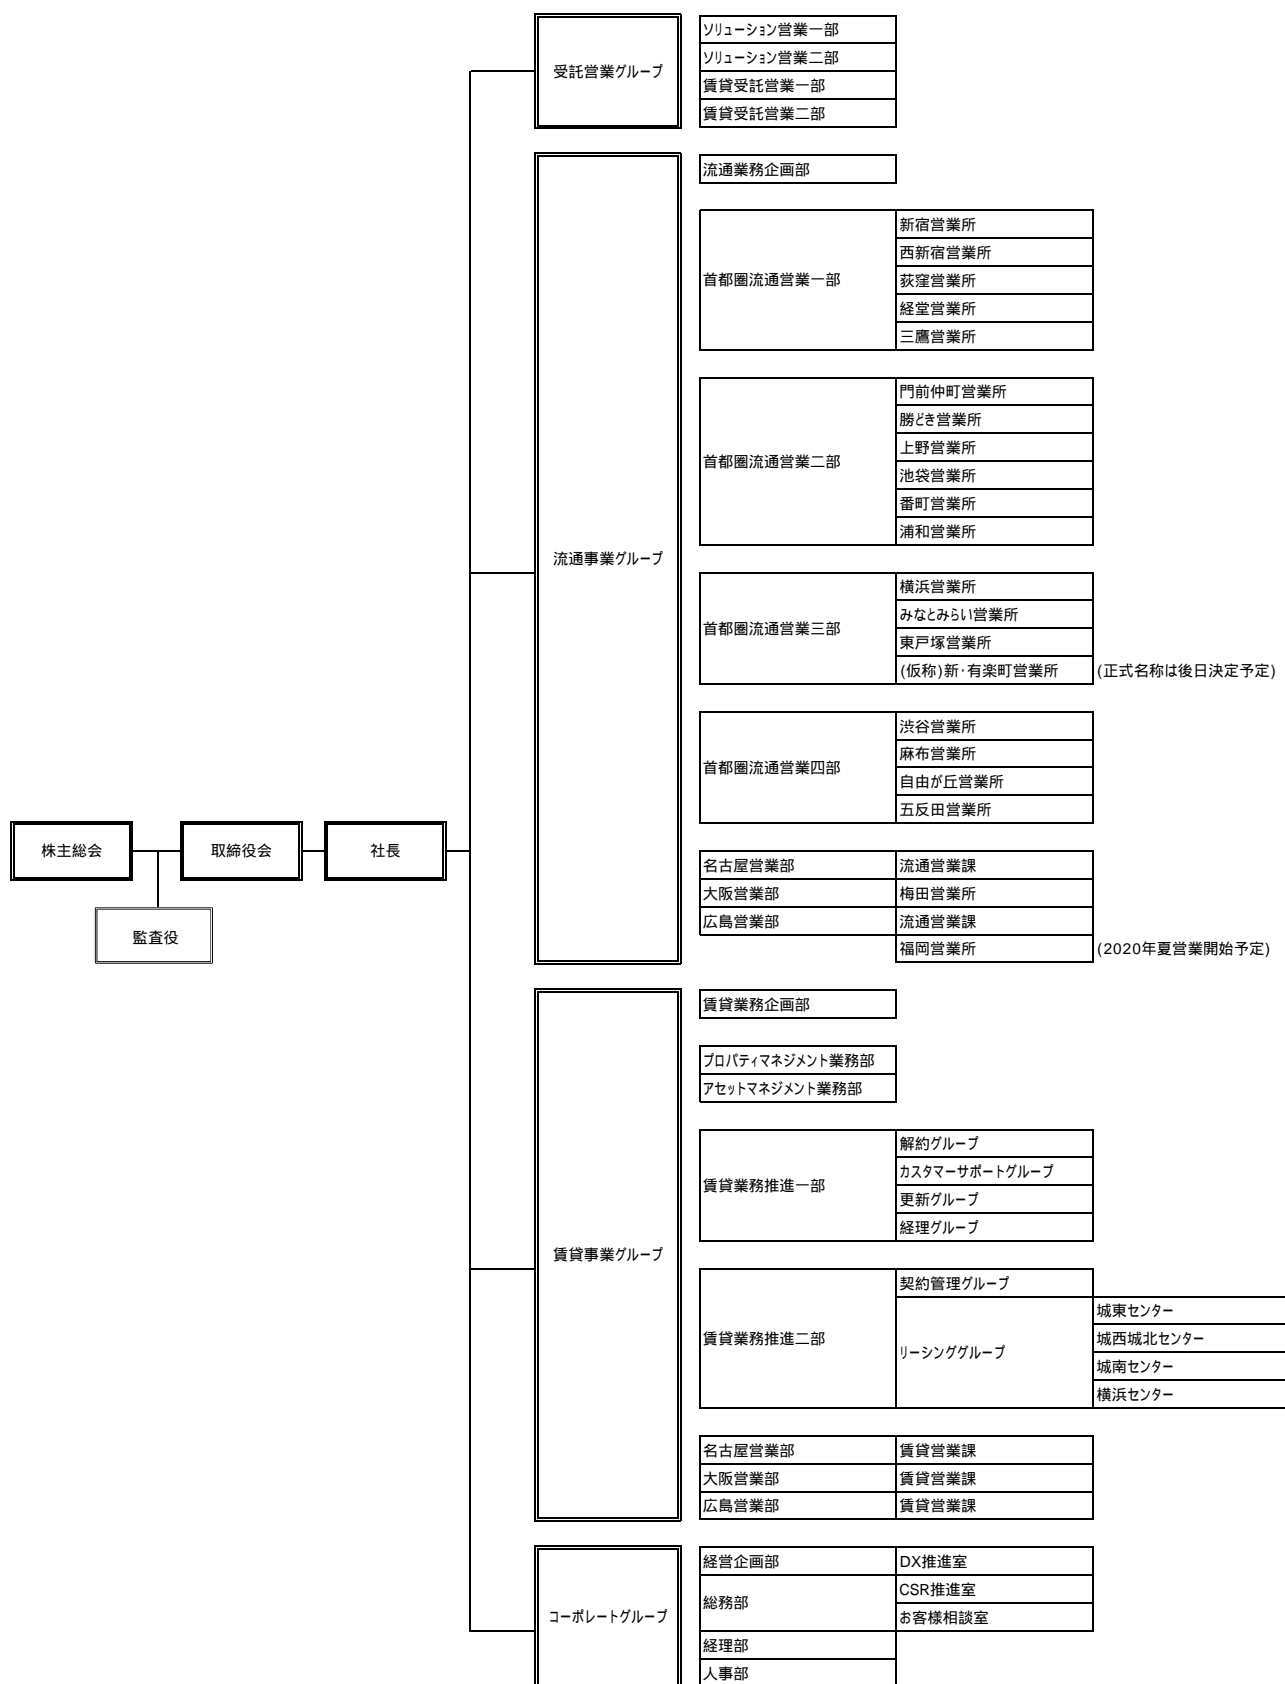 受託営業グループ
ソリューション営業一部
ソリューション営業二部
賃貸受託営業一部
賃貸受託営業二部
流通事業グループ
流通業務企画部
首都圏流通営業一部
新宿営業所
西新宿営業所
荻窪営業所
経堂営業所
三鷹営業所
首都圏流通営業二部
門前仲町営業所
勝どき営業所
上野営業所
池袋営業所
番町営業所
浦和営業所
首都圏流通営業三部
横浜営業所
みなとみらい営業所
東戸塚営業所
(仮称)新・有楽町営業所 (正式名称は後日決定予定)
首都圏流通営業四部
渋谷営業所
麻布営業所
自由が丘営業所
五反田営業所
株主総会 取締役会 社長
監査役
名古屋営業部 流通営業課
大阪営業部 梅田営業所
広島営業部 流通営業課
福岡営業所 (2020年夏営業開始予定)
賃貸事業グループ
賃貸業務企画部
プロパティマネジメント業務部
アセットマネジメント業務部
賃貸業務推進一部
解約グループ
カスタマーサポートグループ
更新グループ
経理グループ
賃貸業務推進二部
契約管理グループ
リーシンググループ
城東センター
城西城北センター
城南センター
横浜センター
名古屋営業部 賃貸営業課
大阪営業部 賃貸営業課
広島営業部 賃貸営業課
コーポレートグループ
経営企画部 DX推進室
総務部
CSR推進室
お客様相談室
経理部
人事部